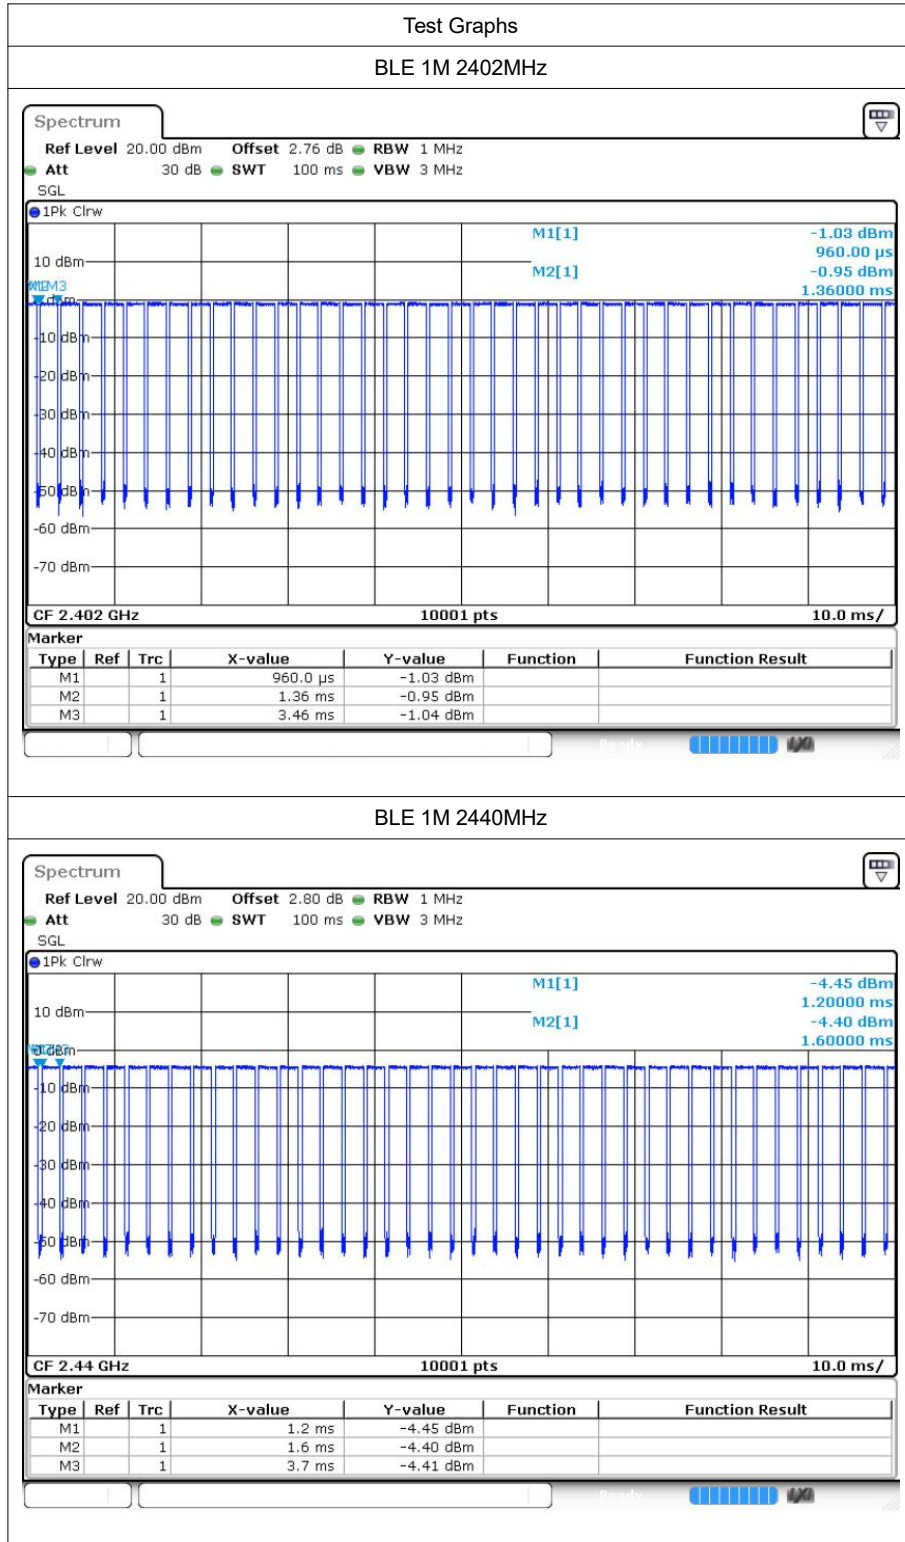 Test Graphs
BLE 1M 2402MHz
Spectrum
Ref Level 20.00 dBm Offset 2.76 dB RBW 1 MHz
Att 30 dB SWT 100 ms VBW 3 MHz
SGL
1Pk Clrw
M1[1] -1.03 dBm
960.00 µs
10 dBm
M2[1] -0.95 dBm
1.36000 ms
M3
-10 dBm
-20 dBm
-30 dBm
-40 dBm
-50 dBm
-60 dBm
-70 dBm
CF 2.402 GHz 10001 pts 10.0 ms/
Marker
Type Ref Trc X-value Y-value Function Function Result
M1 1 960.0 µs -1.03 dBm
M2 1 1.36 ms -0.95 dBm
M3 1 3.46 ms -1.04 dBm
Ready
BLE 1M 2440MHz
Spectrum
Ref Level 20.00 dBm Offset 2.80 dB RBW 1 MHz
Att 30 dB SWT 100 ms VBW 3 MHz
SGL
1Pk Clrw
M1[1] -4.45 dBm
1.20000 ms
10 dBm
M2[1] -4.40 dBm
1.60000 ms
0 dBm
-10 dBm
-20 dBm
-30 dBm
-40 dBm
-50 dBm
-60 dBm
-70 dBm
CF 2.44 GHz 10001 pts 10.0 ms/
Marker
Type Ref Trc X-value Y-value Function Function Result
M1 1 1.2 ms -4.45 dBm
M2 1 1.6 ms -4.40 dBm
M3 1 3.7 ms -4.41 dBm
Ready